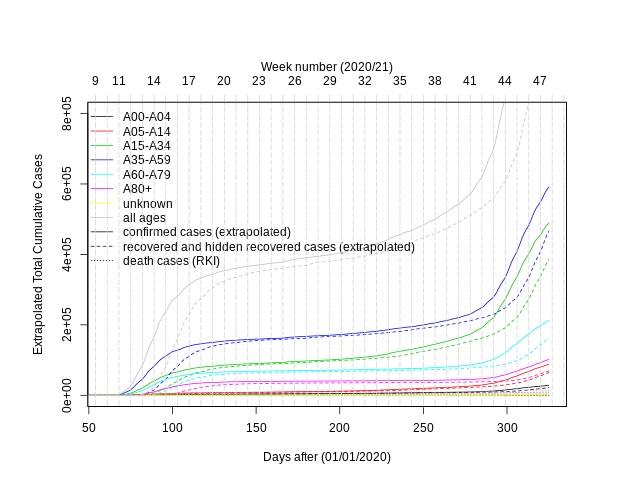 Week number (2020/21)
9 11 14 17 20 23 26 29 32 35 38 41 44 47
Extrapolated Total Cumulative Cases
8e+05
6e+05
4e+05
2e+05
0e+00
A00-A04
A05-A14
A15-A34
A35-A59
A60-A79
A80+
unknown
all ages
confirmed cases (extrapolated)
recovered and hidden recovered cases (extrapolated)
death cases (RKI)
50 100 150 200 250 300
Days after (01/01/2020)